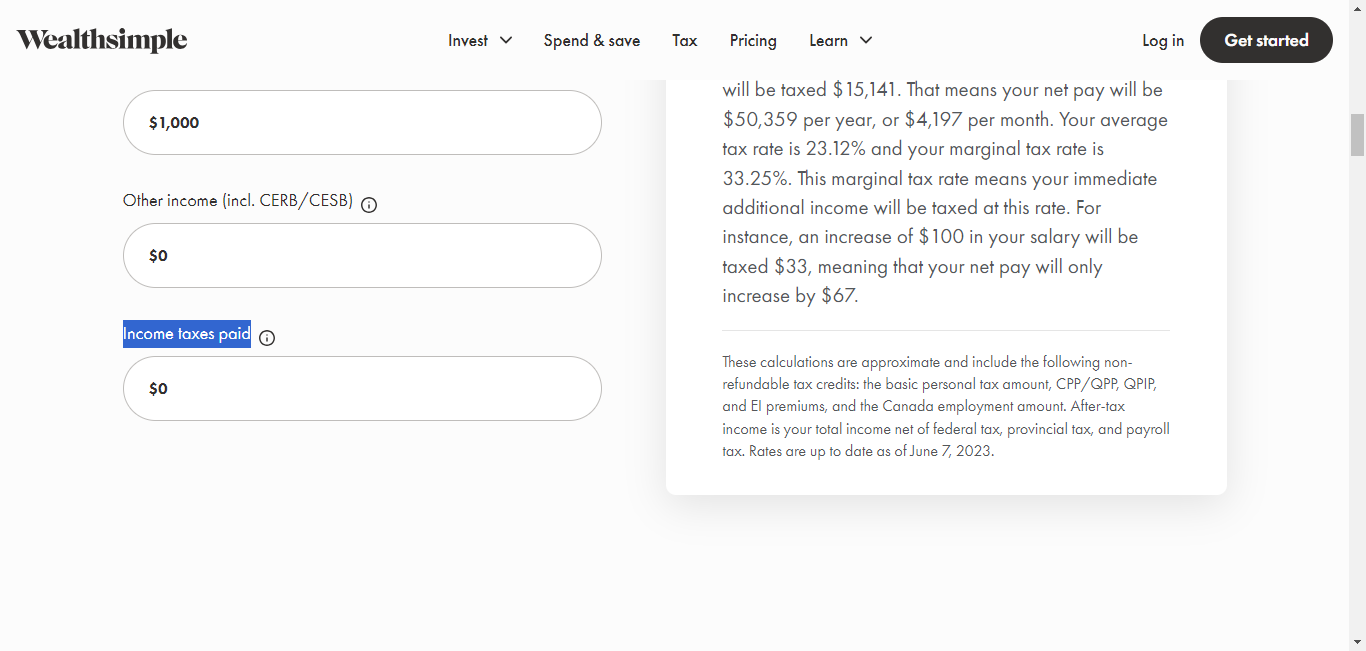 Wealthsimple
Invest
Spend & save
Tax
Pricing
Learn
Log in
Get started
$1,000
Other income (incl. CERB/CESB)
$0
Income taxes paid
$0
will be taxed $15,141. That means your net pay will be
$50,359 per year, or $4,197 per month. Your average
tax rate is 23.12% and your marginal tax rate is
33.25%. This marginal tax rate means your immediate
additional income will be taxed at this rate. For
instance, an increase of $100 in your salary will be
taxed $33, meaning that your net pay will only
increase by $67.
These calculations are approximate and include the following non-
refundable tax credits: the basic personal tax amount, CPP/QPP, QPIP,
and EI premiums, and the Canada employment amount. After-tax
income is your total income net of federal tax, provincial tax, and payroll
tax. Rates are up to date as of June 7, 2023.